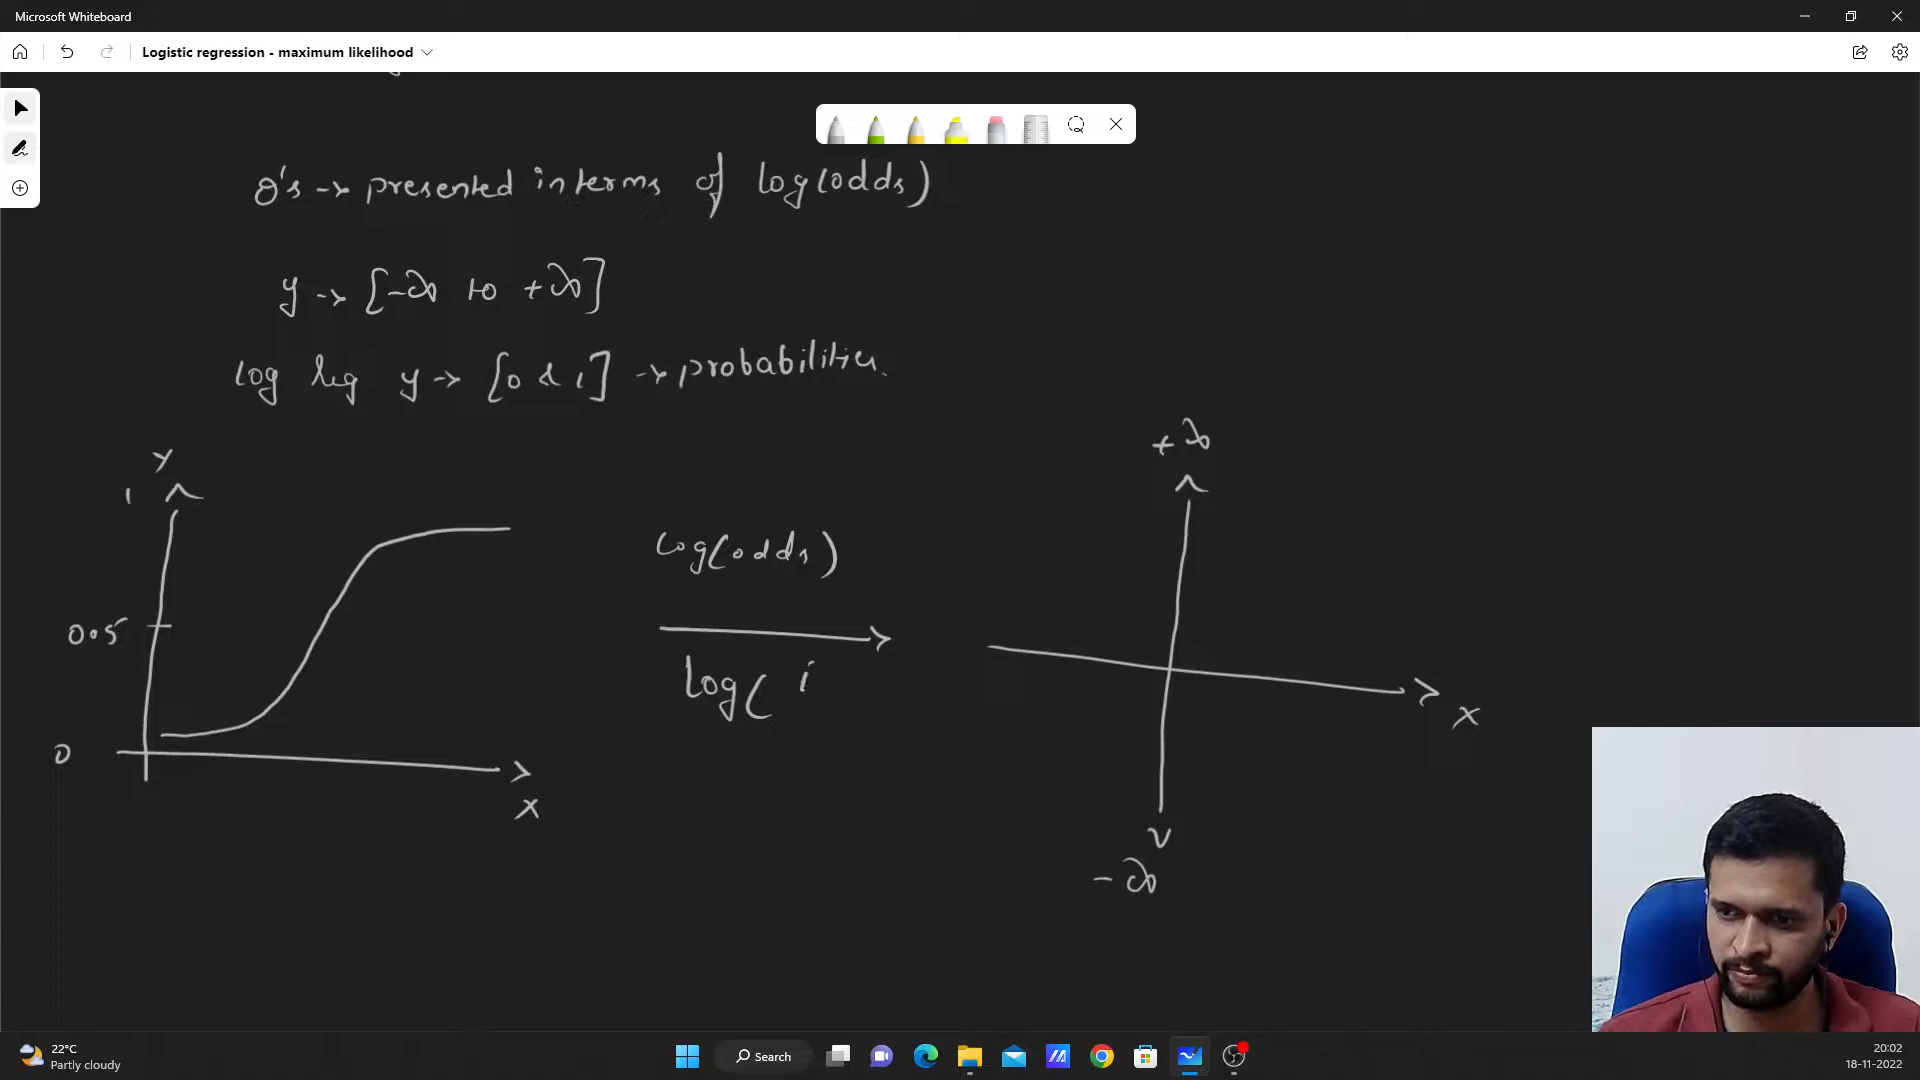 Microsoft Whiteboard
Logistic regression - maximum likelihood
θ's → presented in terms of log(odds)
y → [-∞ to +∞]
log reg y → [0 & 1] → probabilities.
y
1
0.5
0
x
log(odds)
log( i
+∞
x
-∞
22°C
Partly cloudy
Search
20:02
18-11-2022